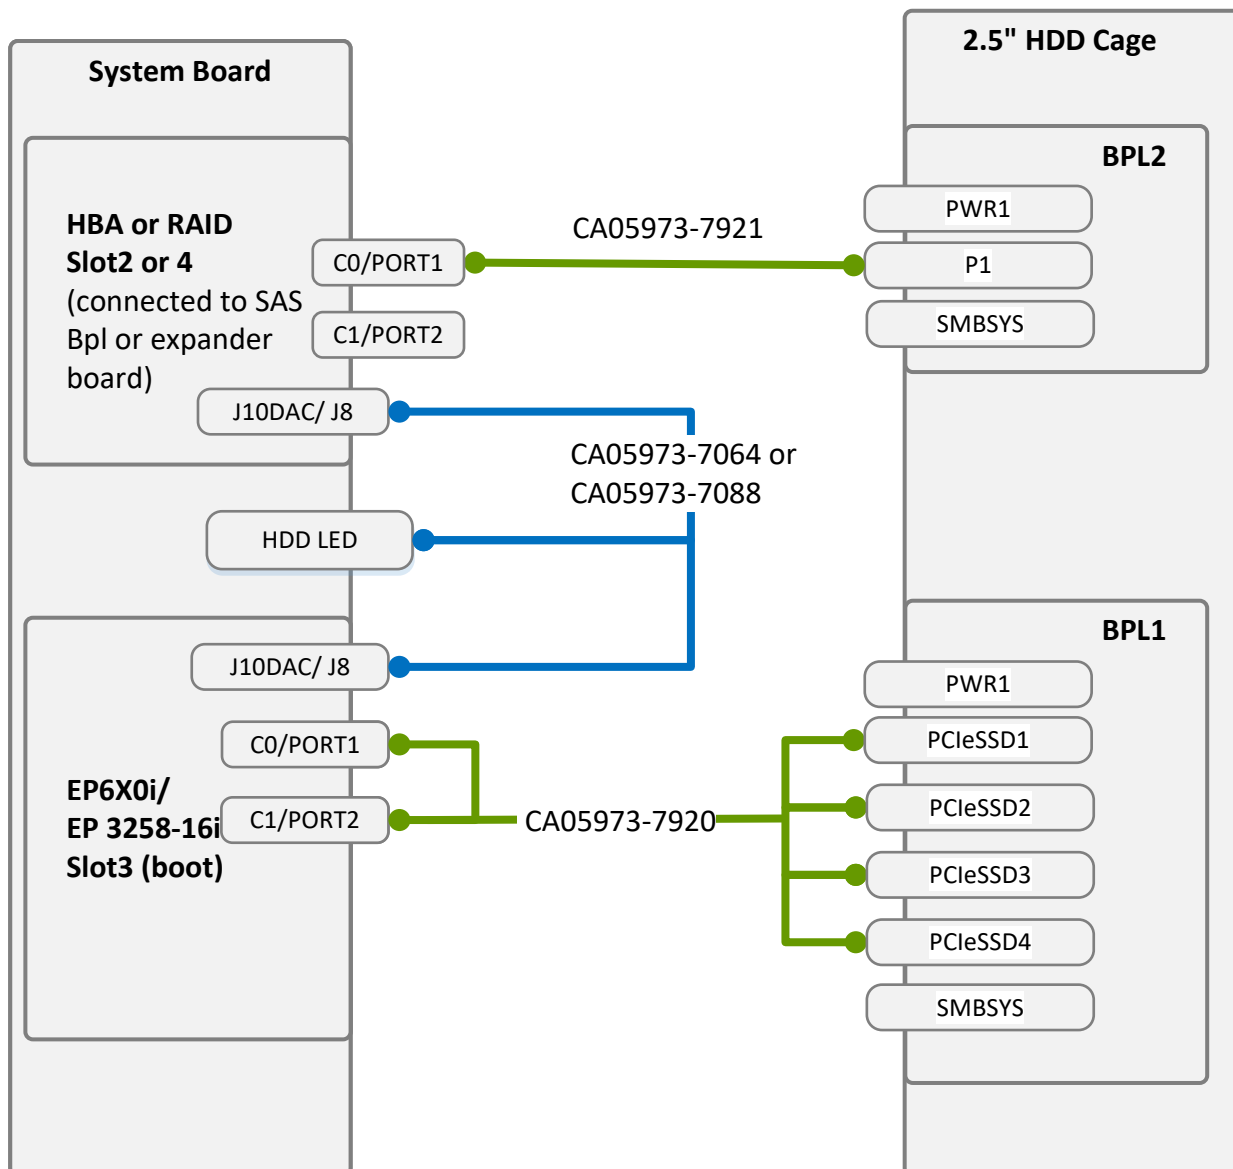 System Board
HBA or RAID
Slot2 or 4
(connected to SAS
Bpl or expander
board)
C0/PORT1
C1/PORT2
J10DAC/ J8
HDD LED
J10DAC/ J8
C0/PORT1
C1/PORT2
EP6X0i/
EP 3258-16i
Slot3 (boot)
CA05973-7921
CA05973-7064 or
CA05973-7088
CA05973-7920
2.5" HDD Cage
BPL2
PWR1
P1
SMBSYS
BPL1
PWR1
PCIeSSD1
PCIeSSD2
PCIeSSD3
PCIeSSD4
SMBSYS